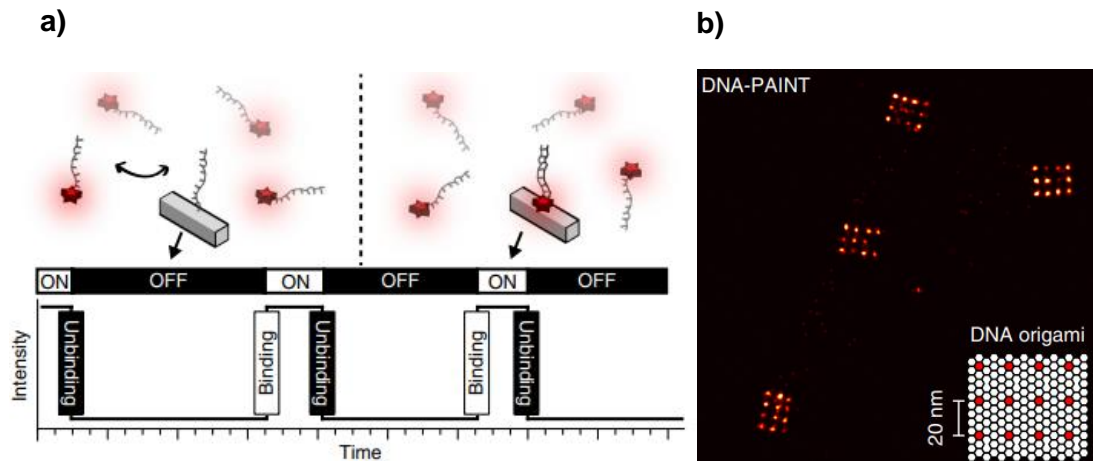 a)
ON
OFF
ON
OFF
ON
OFF
Intensity
Unbinding
Binding
Unbinding
Binding
Unbinding
Time
b)
DNA-PAINT
DNA origami
20 nm